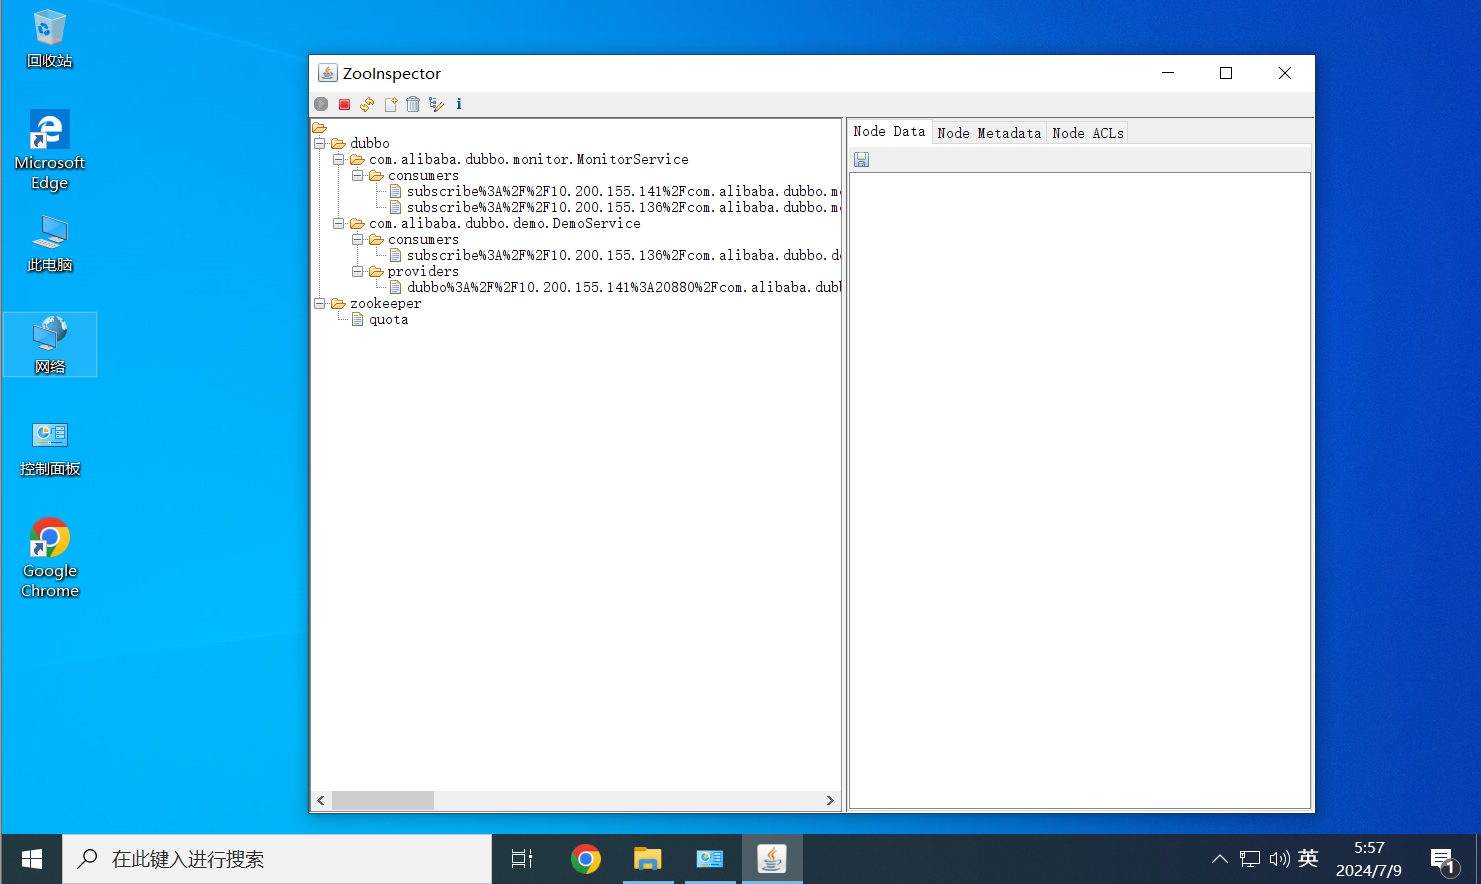 回收站
Microsoft
Edge
此电脑
网络
控制面板
Google
Chrome
ZooInspector
dubbo
com.alibaba.dubbo.monitor.MonitorService
consumers
subscribe%3A%2F%2F10.200.155.141%2Fcom.alibaba.dubbo.mo
subscribe%3A%2F%2F10.200.155.136%2Fcom.alibaba.dubbo.mo
com.alibaba.dubbo.demo.DemoService
consumers
subscribe%3A%2F%2F10.200.155.136%2Fcom.alibaba.dubbo.de
providers
dubbo%3A%2F%2F10.200.155.141%3A20880%2Fcom.alibaba.dubb
zookeeper
quota
Node Data Node Metadata Node ACLs
在此键入进行搜索
英
5:57
2024/7/9
1